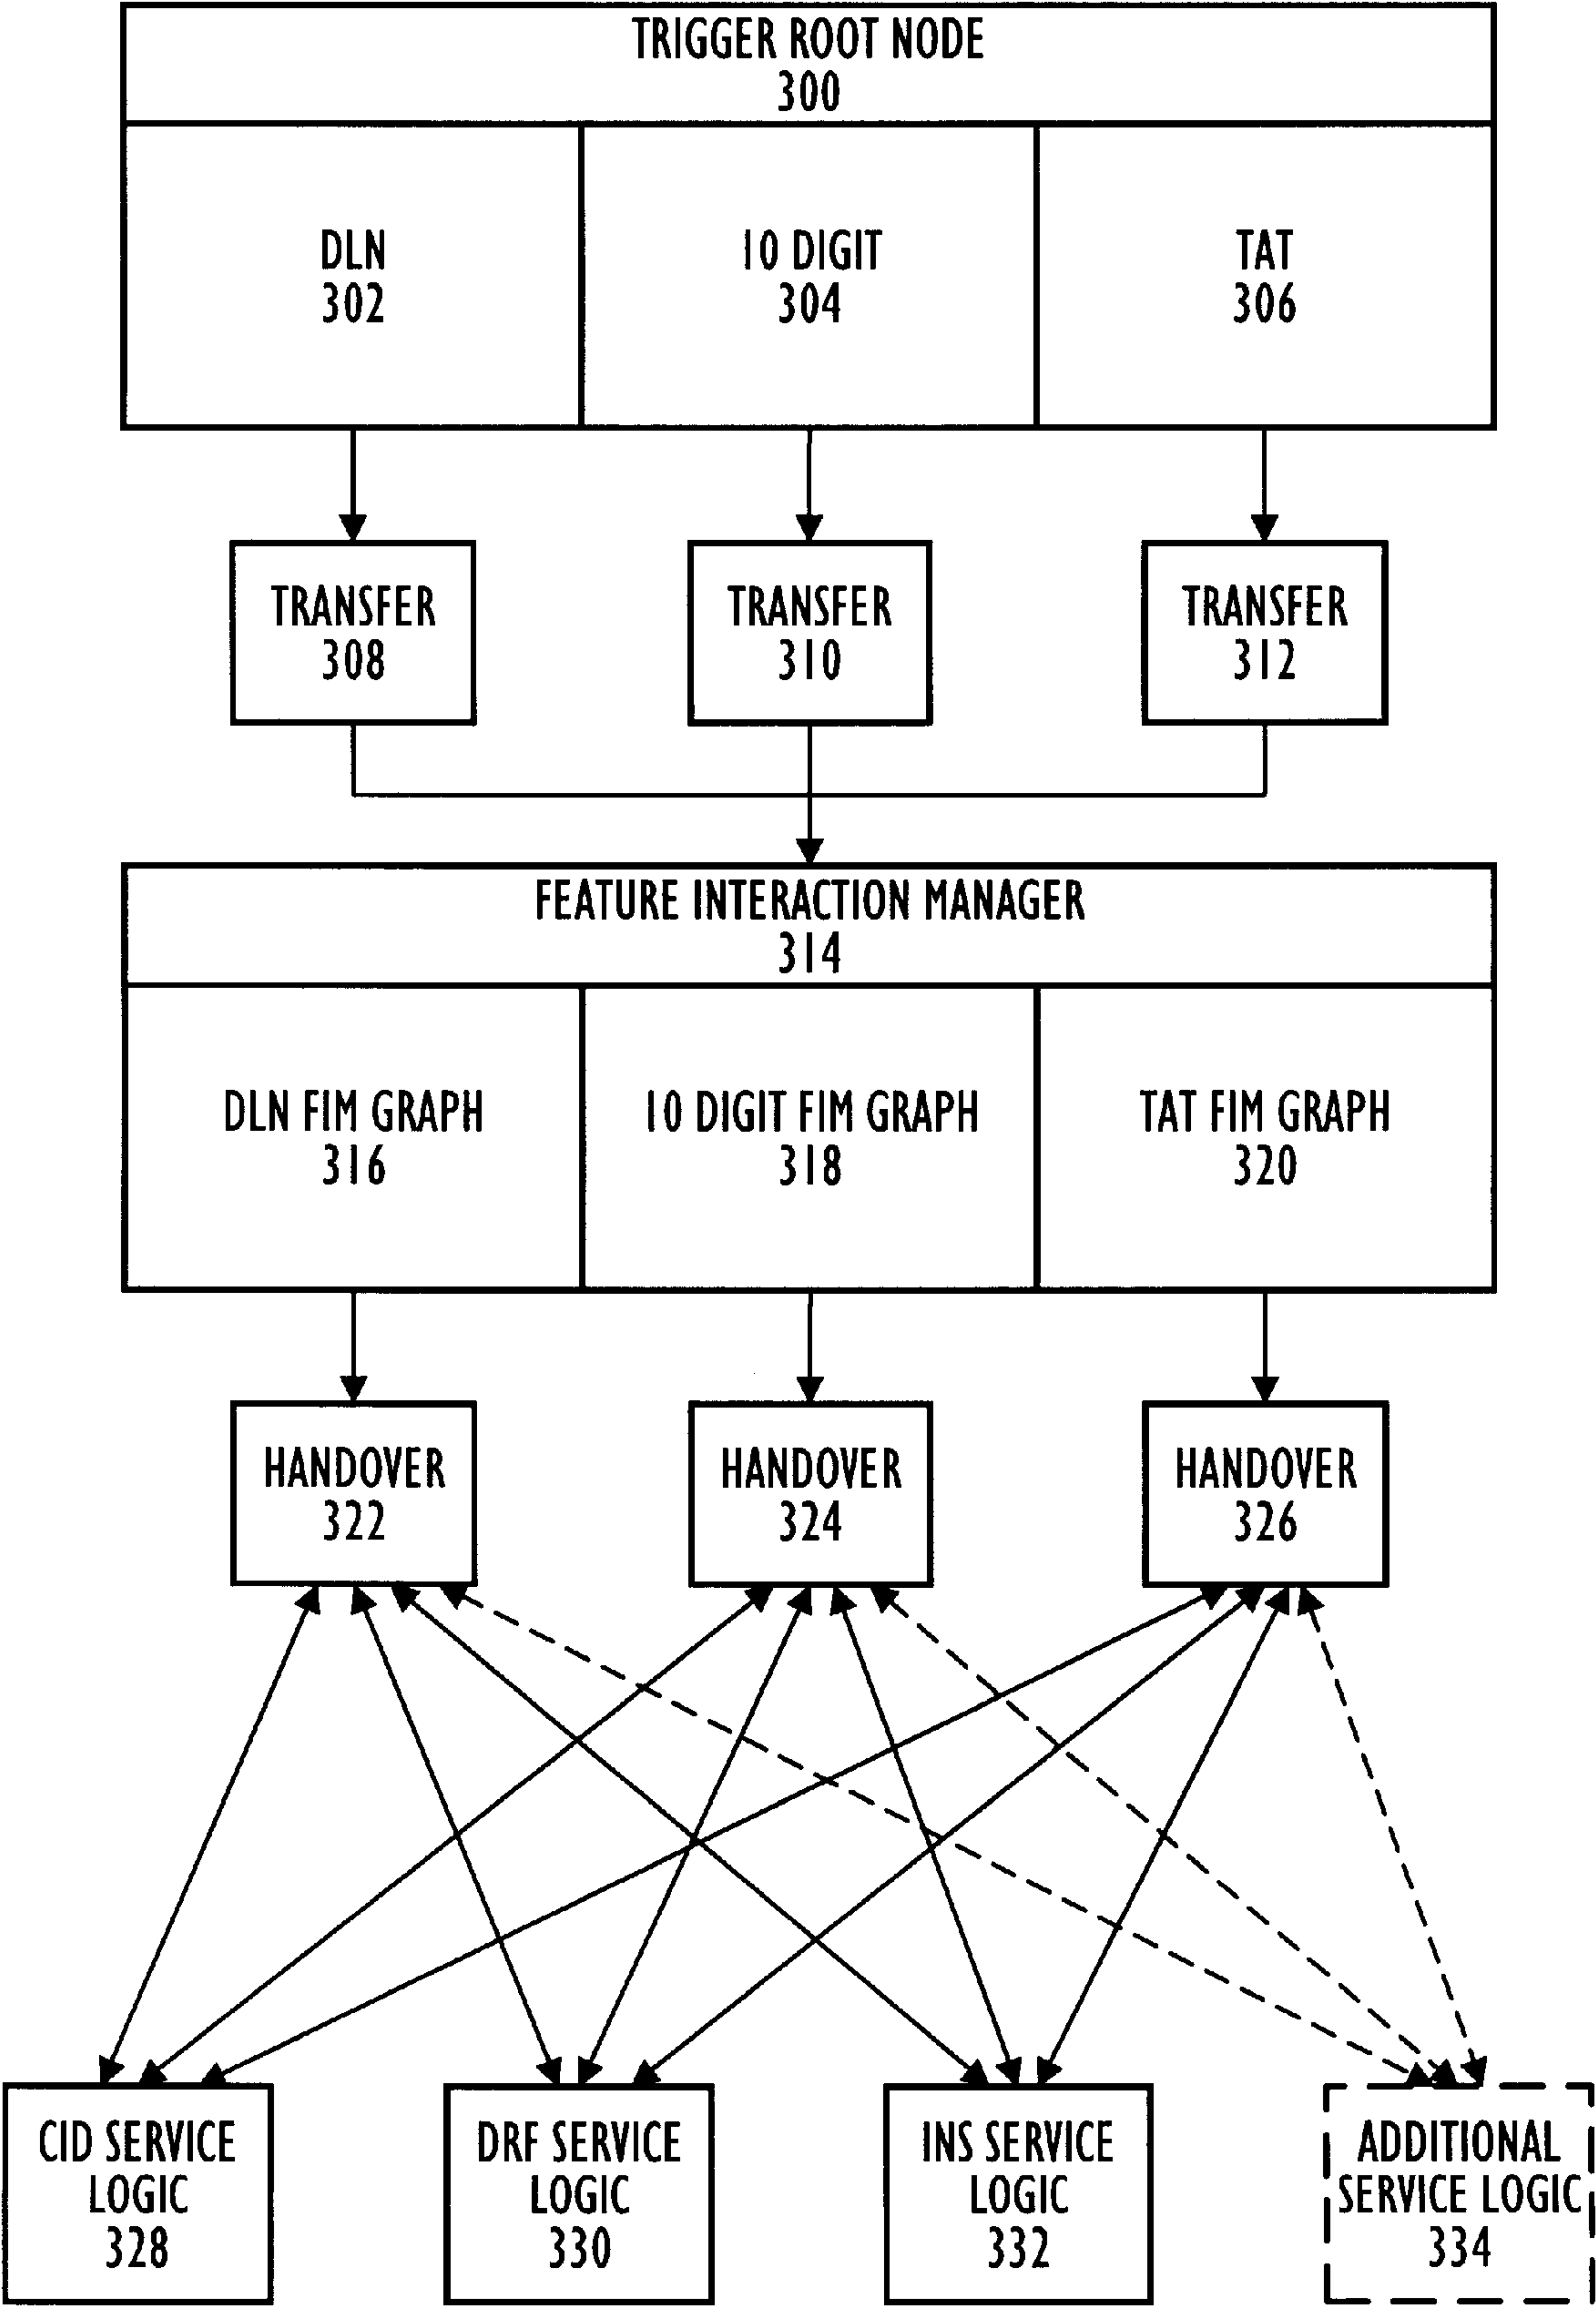 TRIGGER ROOT NODE
300
DLN
302
10 DIGIT
304
TAT
306
TRANSFER
308
TRANSFER
310
TRANSFER
312
FEATURE INTERACTION MANAGER
314
DLN FIM GRAPH
316
10 DIGIT FIM GRAPH
318
TAT FIM GRAPH
320
HANDOVER
322
HANDOVER
324
HANDOVER
326
CID SERVICE
LOGIC
328
DRF SERVICE
LOGIC
330
INS SERVICE
LOGIC
332
ADDITIONAL
SERVICE LOGIC
334